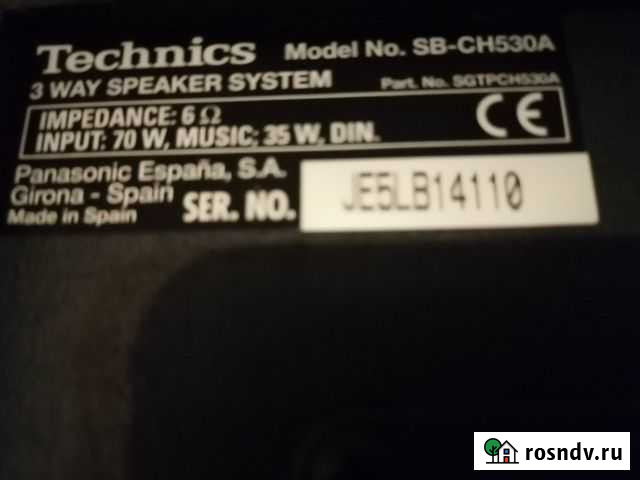 Technics Model No. SB-CH530A
3 WAY SPEAKER SYSTEM Part. No. SGTPCH530A
IMPEDANCE: 6 Ω
INPUT: 70 W, MUSIC; 35 W, DIN. CE
Panasonic España, S.A.
Girona - Spain
Made in Spain SER. NO. JE5LB14110
rosndv.ru